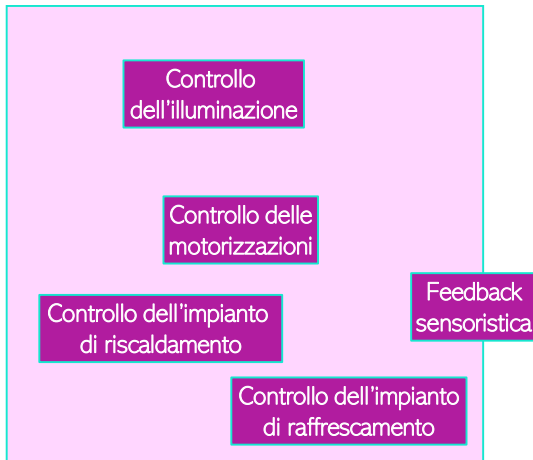 Controllo
dell'illuminazione
Controllo delle
motorizzazioni
Feedback
sensoristica
Controllo dell'impianto
di riscaldamento
Controllo dell'impianto
di raffrescamento